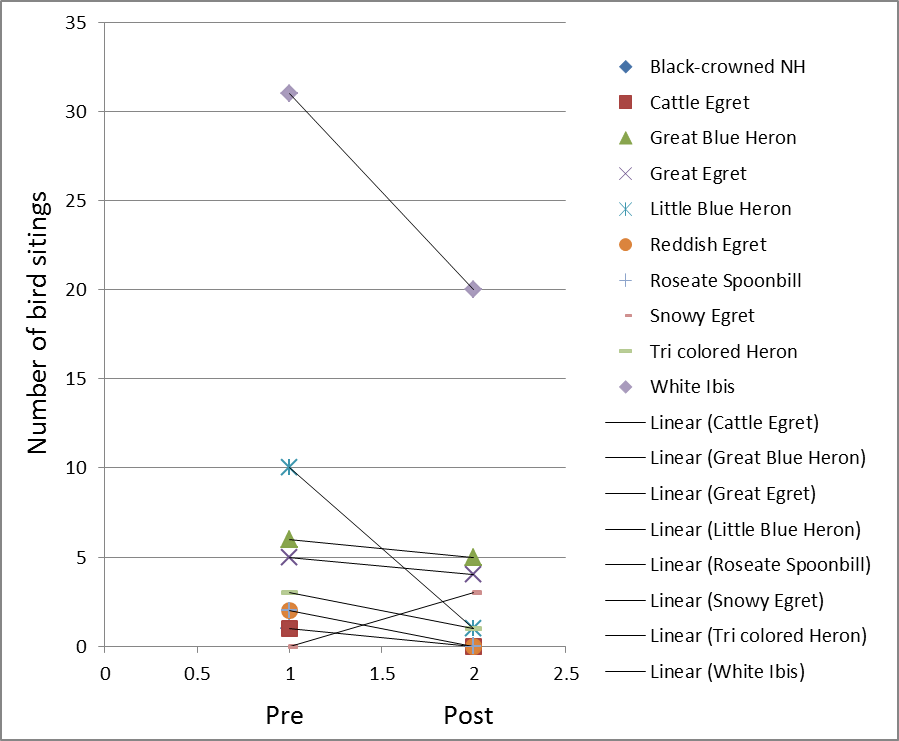 35
30
25
20
15
10
5
0
Number of bird sitings
0 0.5 1 1.5 2 2.5
Pre Post
Black-crowned NH
Cattle Egret
Great Blue Heron
Great Egret
Little Blue Heron
Reddish Egret
Roseate Spoonbill
Snowy Egret
Tri colored Heron
White Ibis
Linear (Cattle Egret)
Linear (Great Blue Heron)
Linear (Great Egret)
Linear (Little Blue Heron)
Linear (Roseate Spoonbill)
Linear (Snowy Egret)
Linear (Tri colored Heron)
Linear (White Ibis)